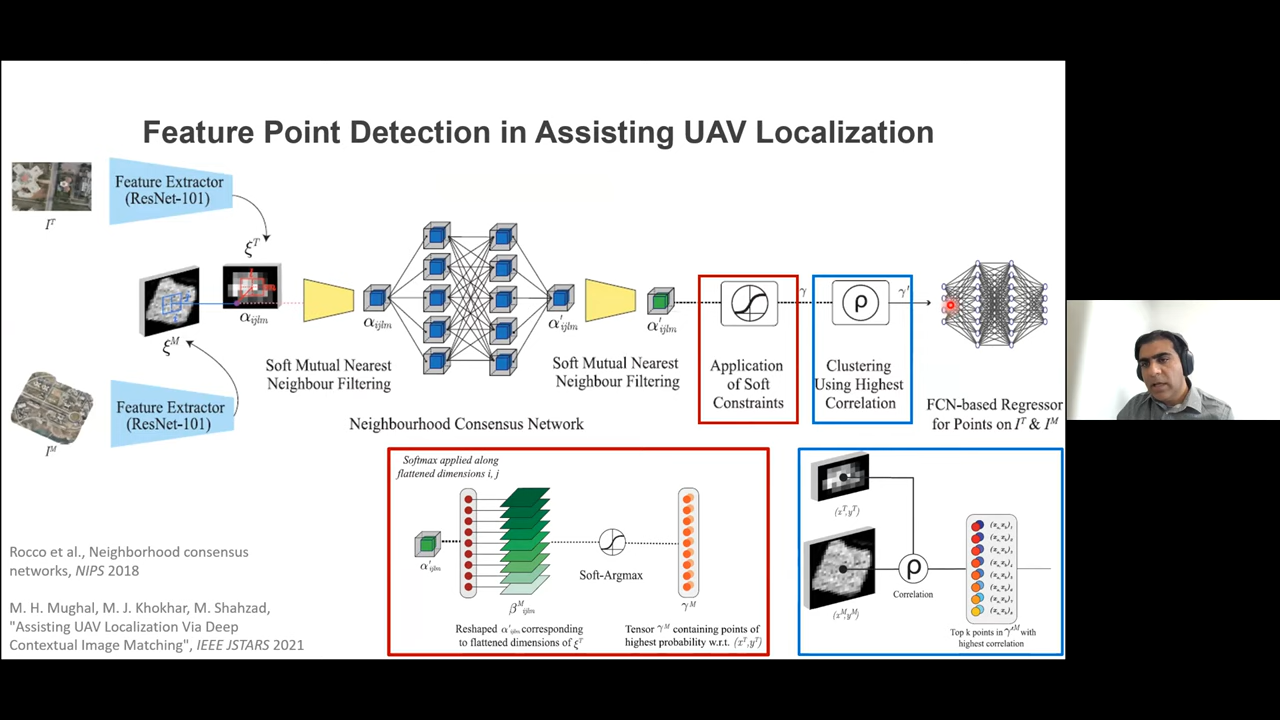 Feature Point Detection in Assisting UAV Localization
Feature Extractor
(ResNet-101)
I^T
ξ^T
α_ijlm
ξ^M
Feature Extractor
(ResNet-101)
I^M
α_ijlm
α'_ijlm
α'_ijlm
Soft Mutual Nearest
Neighbour Filtering
Neighbourhood Consensus Network
Soft Mutual Nearest
Neighbour Filtering
γ
ρ
γ'
Application
of Soft
Constraints
Clustering
Using Highest
Correlation
FCN-based Regressor
for Points on I^T & I^M
Softmax applied along
flattened dimensions i, j
α'_ijlm
β^M_ijlm
Soft-Argmax
γ^M
Reshaped α'_ijlm corresponding
to flattened dimensions of ξ^T
Tensor γ^M containing points of
highest probability w.r.t. (x^T,y^T)
(x^T,y^T)
(x^M,y^M)
ρ
Correlation
Top k points in γ'^M with
highest correlation
Rocco et al., Neighborhood consensus
networks, NIPS 2018
M. H. Mughal, M. J. Khokhar, M. Shahzad,
"Assisting UAV Localization Via Deep
Contextual Image Matching", IEEE JSTARS 2021